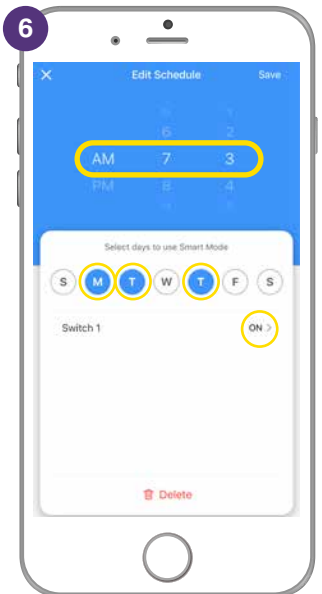 6
× Edit Schedule Save
6 2
AM 7 3
PM 8 4
Select days to use Smart Mode
S M T W T F S
Switch 1 ON >
Delete